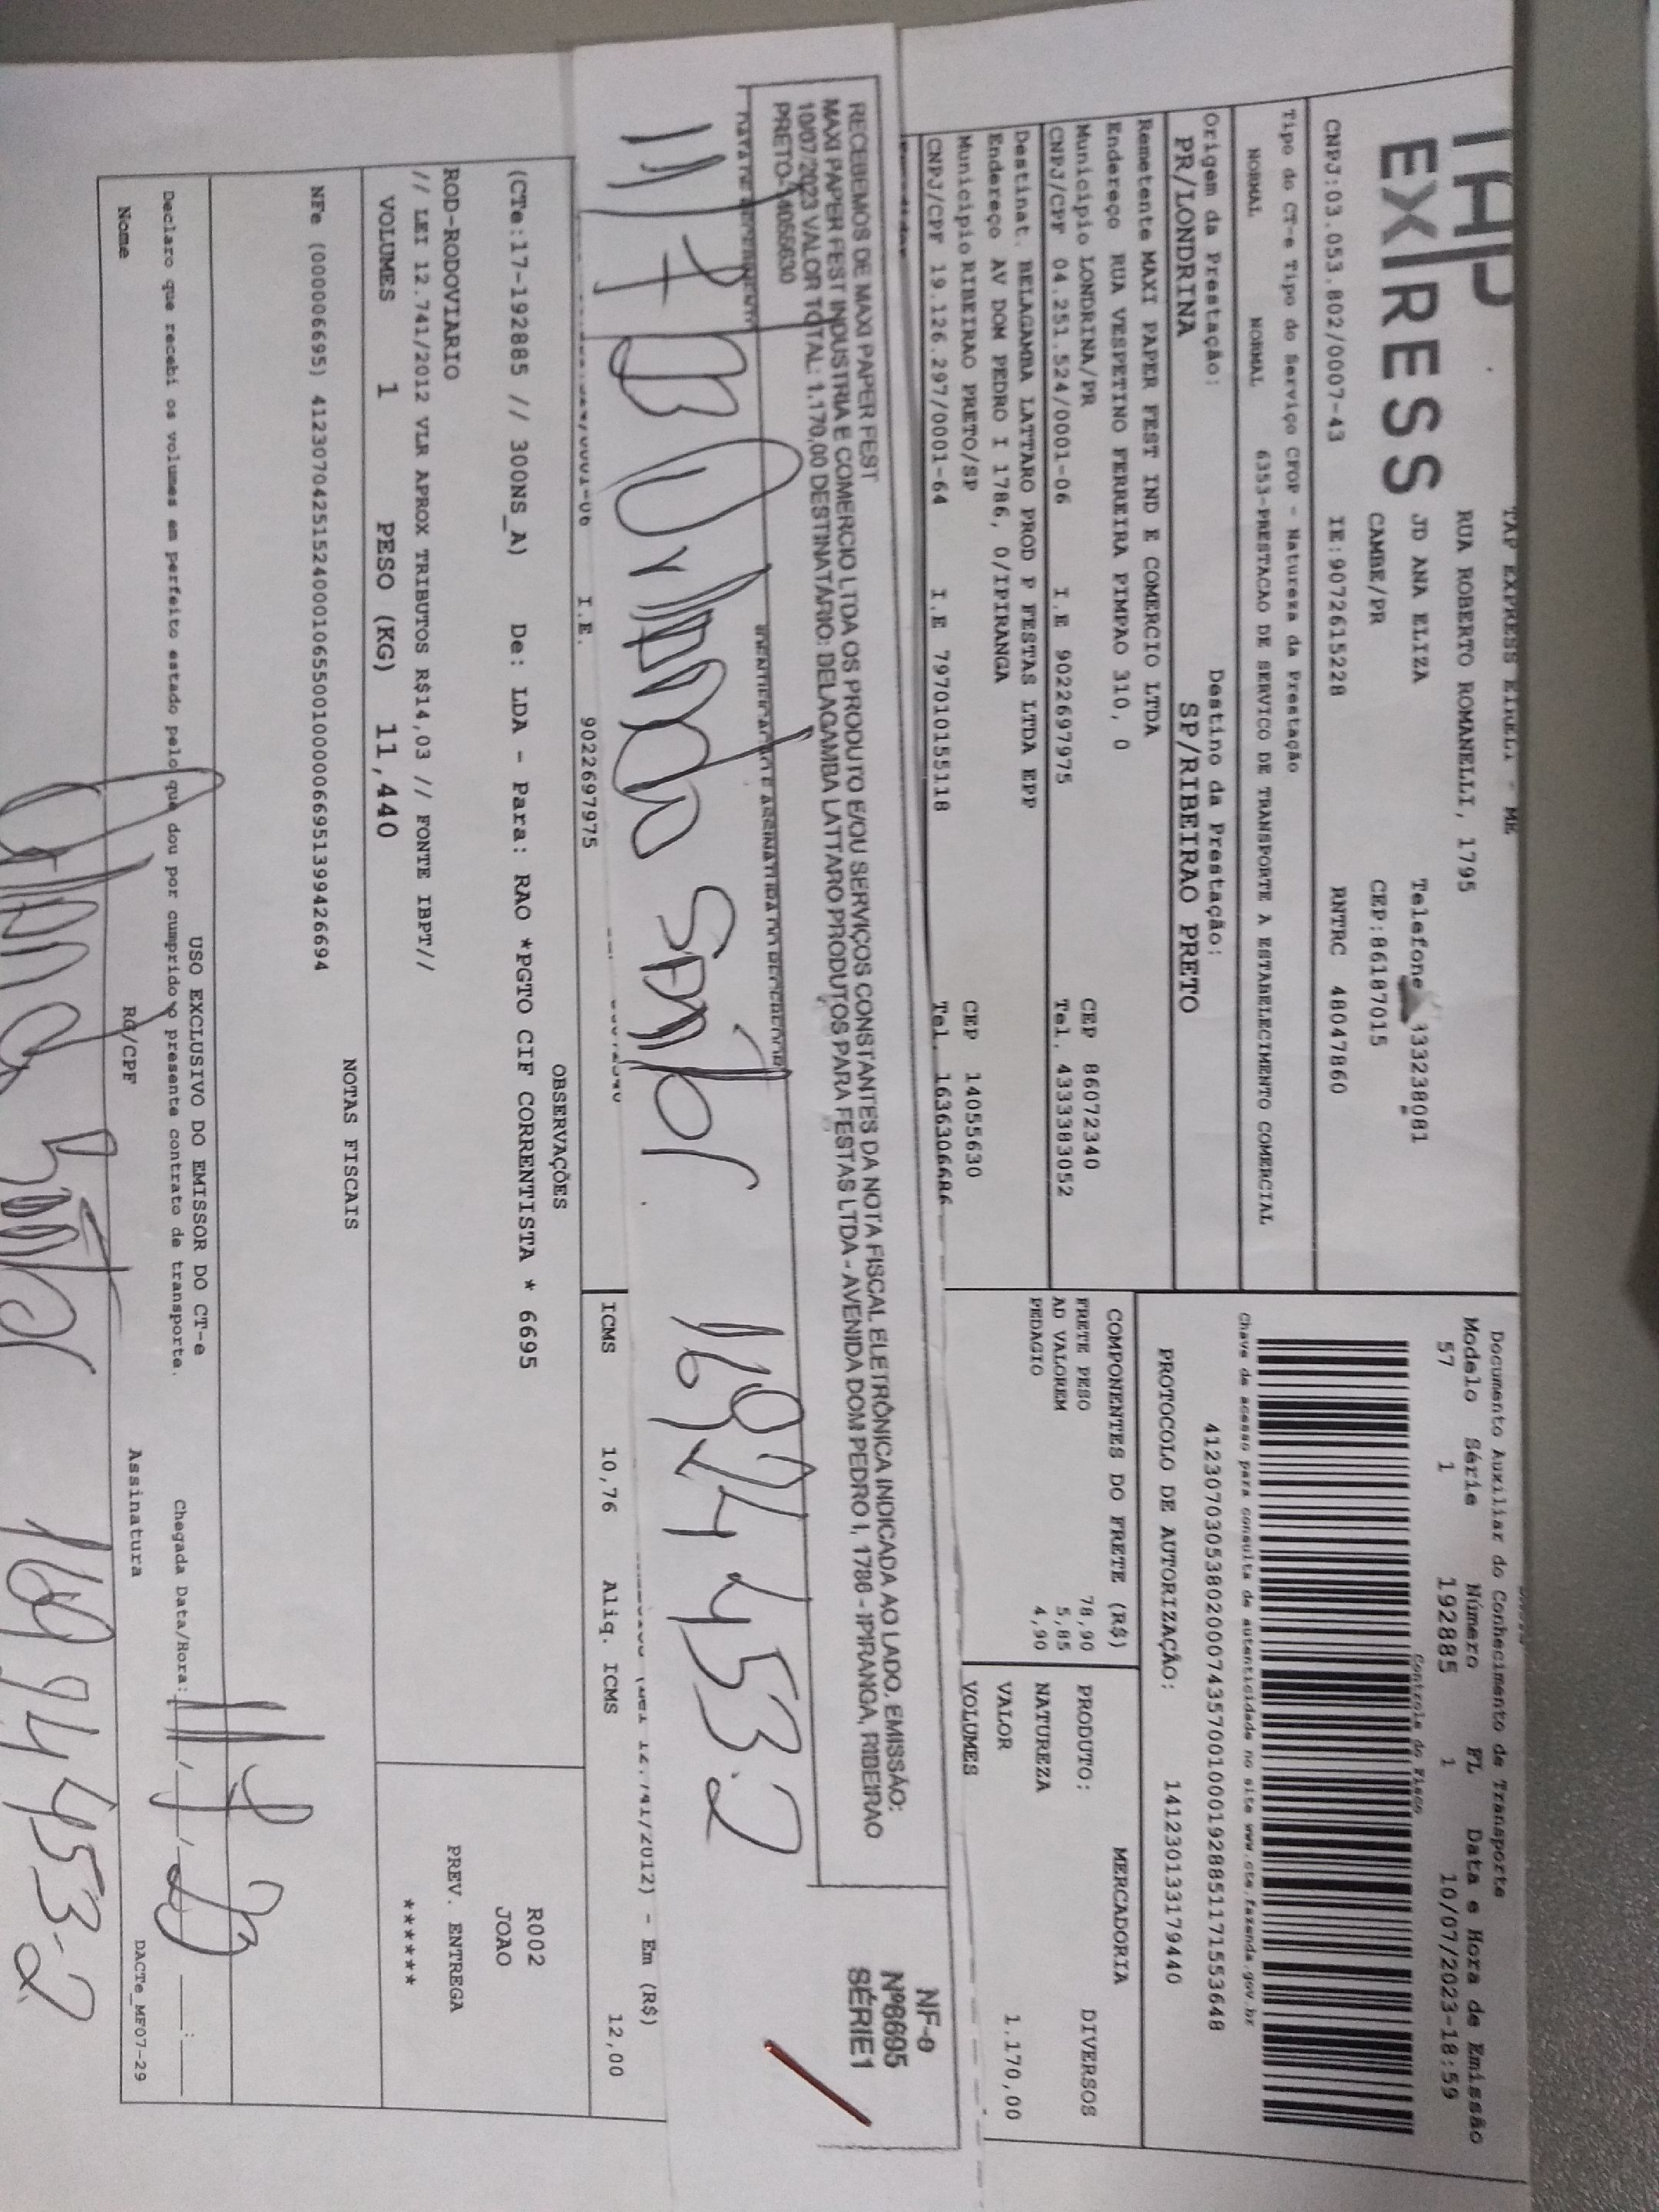 TAP
EXPRESS
TAP EXPRESS EIRELI - ME
RUA ROBERTO ROMANELLI, 1795
JD ANA ELIZA Telefone 33238081
CAMBE/PR CEP:86187015
CNPJ:03.053.802/0007-43 IE:9072615228 RNTRC 48047860
Tipo do CT-e Tipo do Serviço CFOP - Natureza da Prestação
NORMAL NORMAL 6353-PRESTACAO DE SERVICO DE TRANSPORTE A ESTABELECIMENTO COMERCIAL
Origem da Prestação: Destino da Prestação:
PR/LONDRINA SP/RIBEIRAO PRETO
Remetente MAXI PAPER FEST IND E COMERCIO LTDA
Endereço RUA VESPETINO FERREIRA PIMPAO 310, 0
Município LONDRINA/PR CEP 86072340
CNPJ/CPF 04.251.524/0001-06 I.E 9022697975 Tel. 4333383052
Destinat. BELAGAMBA LATTARO PROD P FESTAS LTDA EPP
Endereço AV DOM PEDRO I 1786, 0/IPIRANGA
Município RIBEIRAO PRETO/SP CEP 14055630
CNPJ/CPF 19.126.297/0001-64 I.E 797010155118 Tel. 1636306686
Documento Auxiliar do Conhecimento de Transporte
Modelo Série Número FL Data e Hora de Emissão
57 1 192885 1 10/07/2023-18:59
Controle do Fisco
Chave de acesso para consulta de autenticidade no site www.cte.fazenda.gov.br
41230703053802000743570010001928851171553648
PROTOCOLO DE AUTORIZAÇÃO: 141230133179440
COMPONENTES DO FRETE (R$)
FRETE PESO 78,90
AD VALOREM 5,85
PEDAGIO 4,90
MERCADORIA
PRODUTO: DIVERSOS
NATUREZA
VALOR 1.170,00
VOLUMES
RECEBEMOS DE MAXI PAPER FEST
MAXI PAPER FEST INDUSTRIA E COMERCIO LTDA OS PRODUTO E/OU SERVIÇOS CONSTANTES DA NOTA FISCAL ELETRÔNICA INDICADA AO LADO. EMISSÃO:
10/07/2023 VALOR TOTAL: 1.170,00 DESTINATÁRIO: DELAGAMBA LATTARO PRODUTOS PARA FESTAS LTDA - AVENIDA DOM PEDRO I, 1786 - IPIRANGA, RIBEIRAO
PRETO-14055630
NF-e
Nº6695
SÉRIE1
IDENTIFICAÇÃO E ASSINATURA DO RECEBEDOR
16944532
I.E. 9022697975
(LEI 12.741/2012) - Em (R$)
ICMS 10,76 Aliq. ICMS 12,00
OBSERVAÇÕES
(CTe:17-192885 // 300NS_A) De: LDA - Para: RAO *PGTO CIF CORRENTISTA * 6695
R002
JOAO
ROD-RODOVIARIO
// LEI 12.741/2012 VLR APROX TRIBUTOS R$14,03 // FONTE IBPT//
PREV. ENTREGA
*******
VOLUMES 1 PESO (KG) 11,440
NOTAS FISCAIS
NFe (000006695) 41230704251524000106550010000066951399426694
USO EXCLUSIVO DO EMISSOR DO CT-e
Declaro que recebi os volumes em perfeito estado pelo que dou por cumprido o presente contrato de transporte. Chegada Data/Hora:
Nome RG/CPF Assinatura DACTe_MF07-29
1694453-2